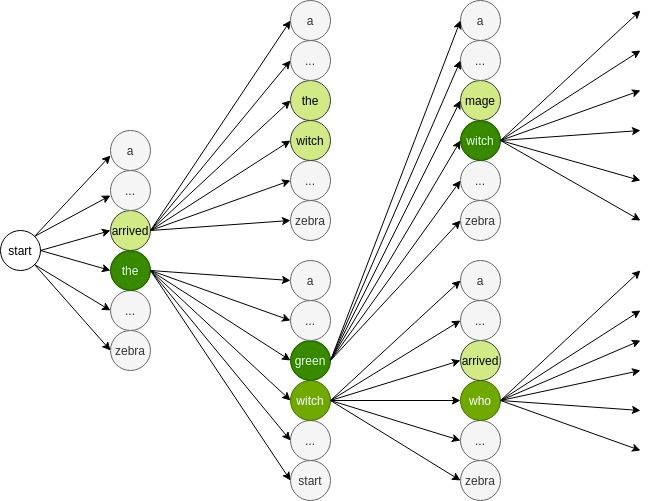 start
a
...
arrived
the
...
zebra
a
...
the
witch
...
zebra
a
...
green
witch
...
start
a
...
mage
witch
...
zebra
a
...
arrived
who
...
zebra